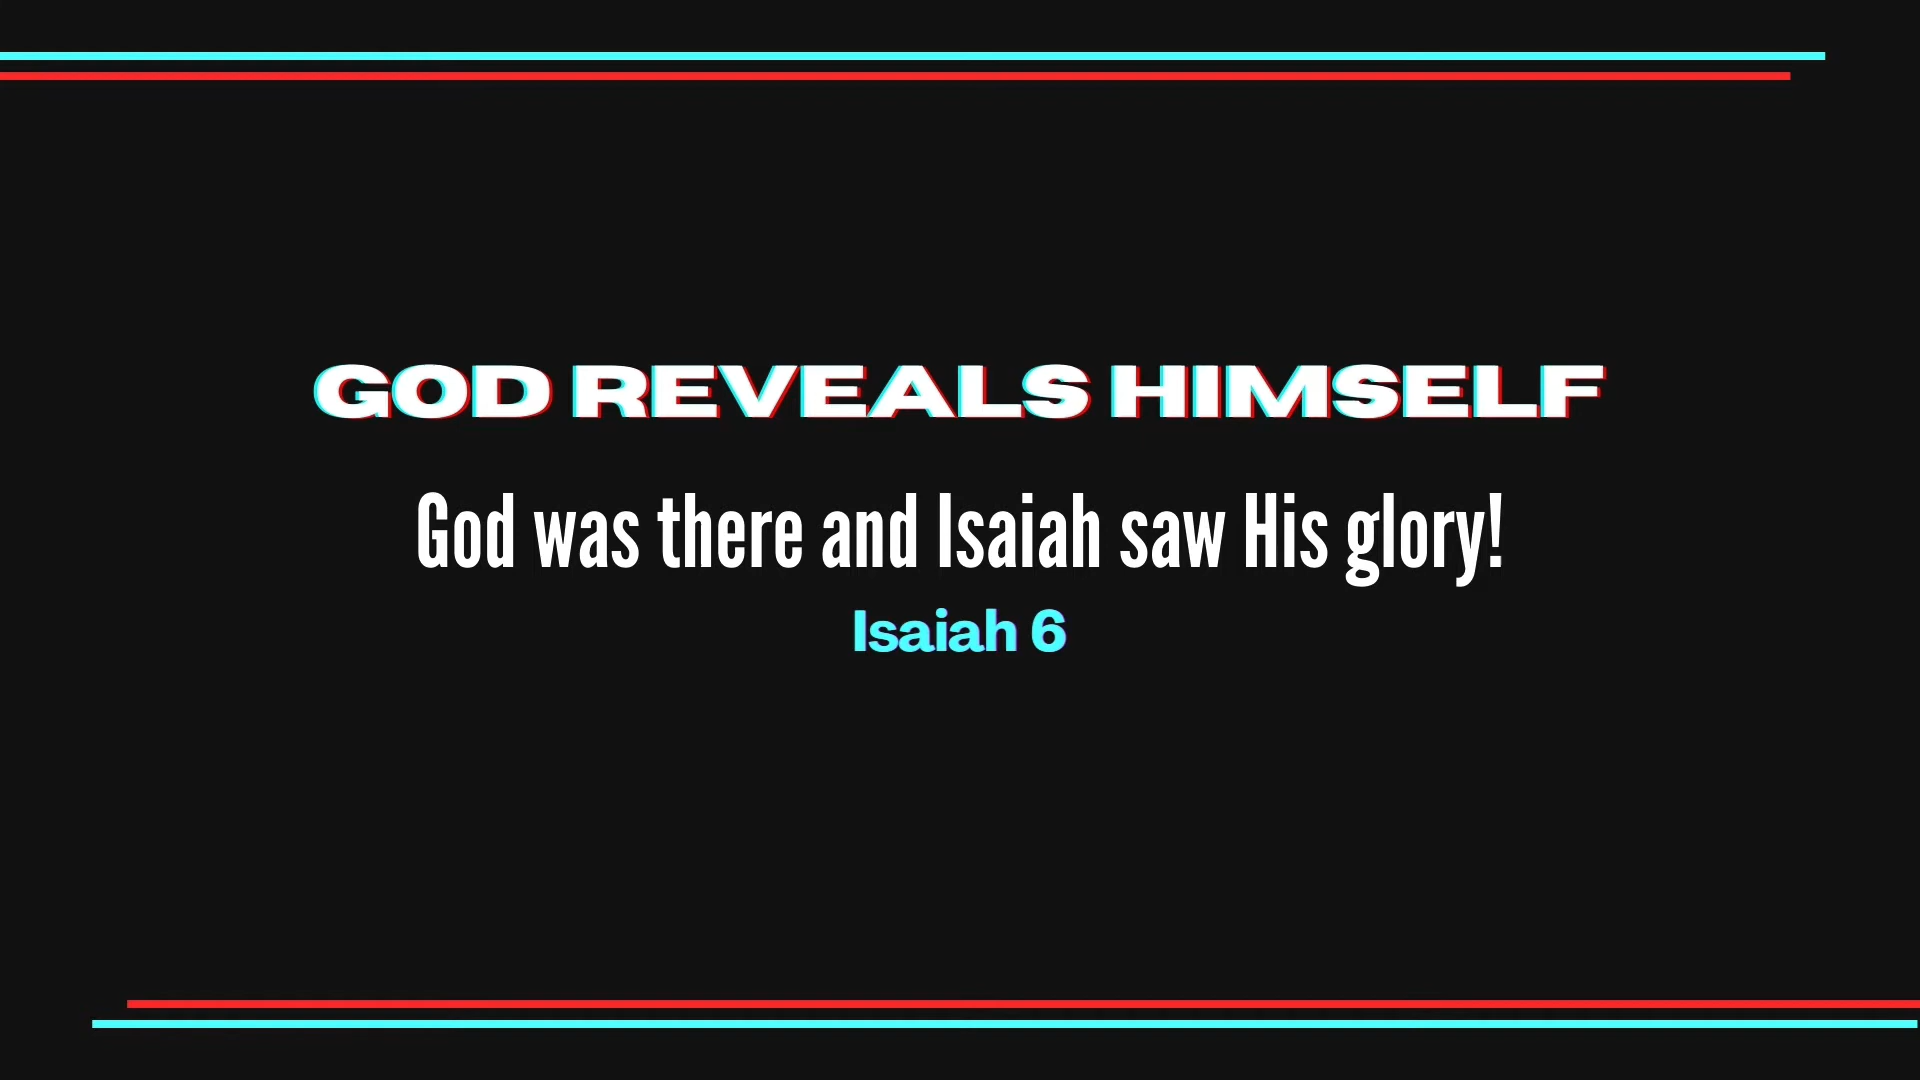 GOD REVEALS HIMSELF
God was there and Isaiah saw His glory!
Isaiah 6